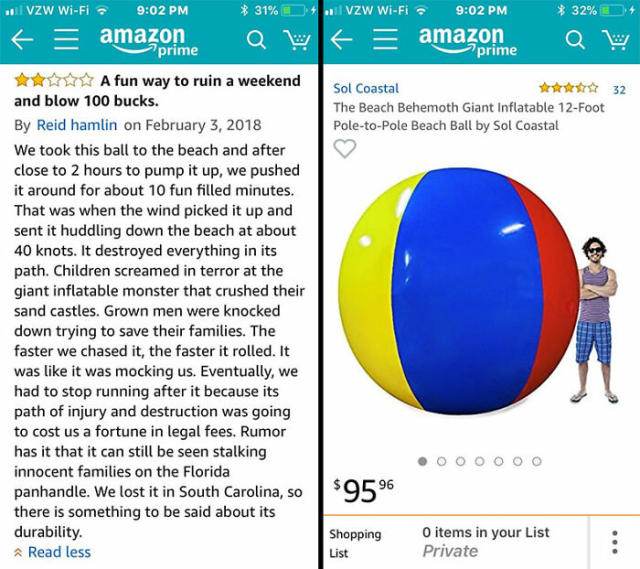 VZW Wi-Fi 9:02 PM 31%
amazon
prime
A fun way to ruin a weekend
and blow 100 bucks.
By Reid hamlin on February 3, 2018
We took this ball to the beach and after
close to 2 hours to pump it up, we pushed
it around for about 10 fun filled minutes.
That was when the wind picked it up and
sent it huddling down the beach at about
40 knots. It destroyed everything in its
path. Children screamed in terror at the
giant inflatable monster that crushed their
sand castles. Grown men were knocked
down trying to save their families. The
faster we chased it, the faster it rolled. It
was like it was mocking us. Eventually, we
had to stop running after it because its
path of injury and destruction was going
to cost us a fortune in legal fees. Rumor
has it that it can still be seen stalking
innocent families on the Florida
panhandle. We lost it in South Carolina, so
there is something to be said about its
durability.
Read less
VZW Wi-Fi 9:02 PM 32%
amazon
prime
Sol Coastal 32
The Beach Behemoth Giant Inflatable 12-Foot
Pole-to-Pole Beach Ball by Sol Coastal
$95 96
Shopping
List
0 items in your List
Private